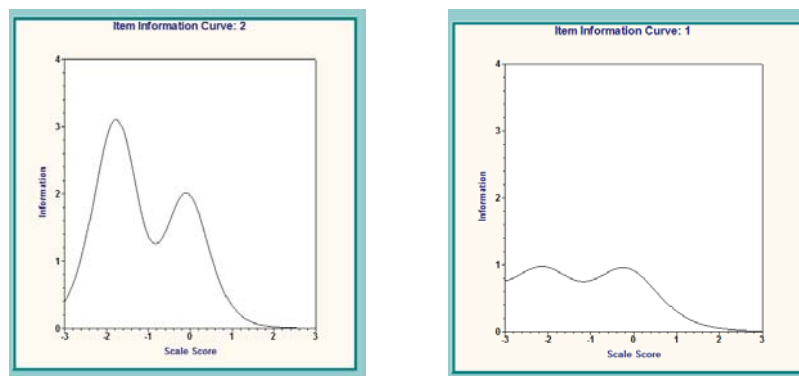 Item Information Curve: 2
4
3
2
1
0
Information
-3 -2 -1 0 1 2 3
Scale Score
Item Information Curve: 1
4
3
2
1
0
Information
-3 -2 -1 0 1 2 3
Scale Score